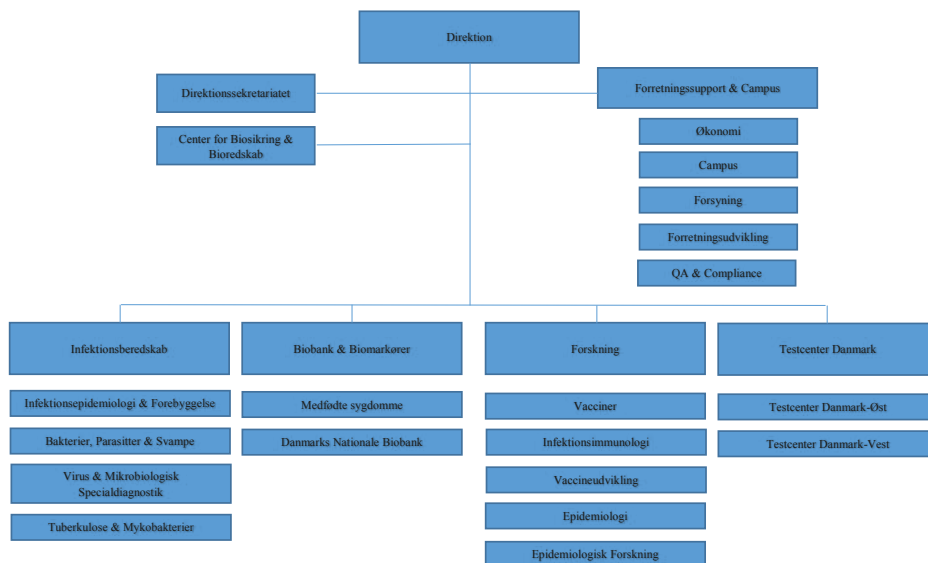 Direktion
Direktionssekretariatet
Forretningssupport & Campus
Center for Biosikring &
Bioredskab
Økonomi
Campus
Forsyning
Forretningsudvikling
QA & Compliance
Infektionsberedskab
Infektionsepidemiologi & Forebyggelse
Bakterier, Parasitter & Svampe
Virus & Mikrobiologisk
Specialdiagnostik
Tuberkulose & Mykobakterier
Biobank & Biomarkører
Medfødte sygdomme
Danmarks Nationale Biobank
Forskning
Vacciner
Infektionsimmunologi
Vaccineudvikling
Epidemiologi
Epidemiologisk Forskning
Testcenter Danmark
Testcenter Danmark-Øst
Testcenter Danmark-Vest